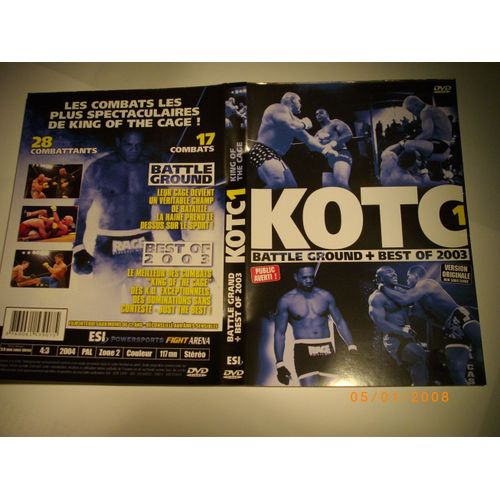 LES COMBATS LES
PLUS SPECTACULAIRES
DE KING OF THE CAGE !
28
COMBATTANTS
17
COMBATS
BATTLE
GROUND
LEUR CAGE DEVIENT
UN VÉRITABLE CHAMP
DE BATAILLE
LA HAINE PREND LE
DESSUS SUR LE SPORT !
BEST OF
2003
LE MEILLEUR DES COMBATS
"KING OF THE CAGE"
DES K.O. EXCEPTIONNELS
DES DOMINATIONS SANS
CONTESTE "JUST THE BEST"
RAGE
ESI POWERSPORTS FIGHT ARENA
4:3 2004 PAL Zone 2 Couleur 117 mn Stéréo
DVD
KOTC1
KING OF
THE CAGE
BATTLE GRAND
+ BEST OF 2003
ESI
DVD
DVD
KOTC1
BATTLE GROUND + BEST OF 2003
PUBLIC
AVERTI !
VERSION
ORIGINALE
05/01/2008